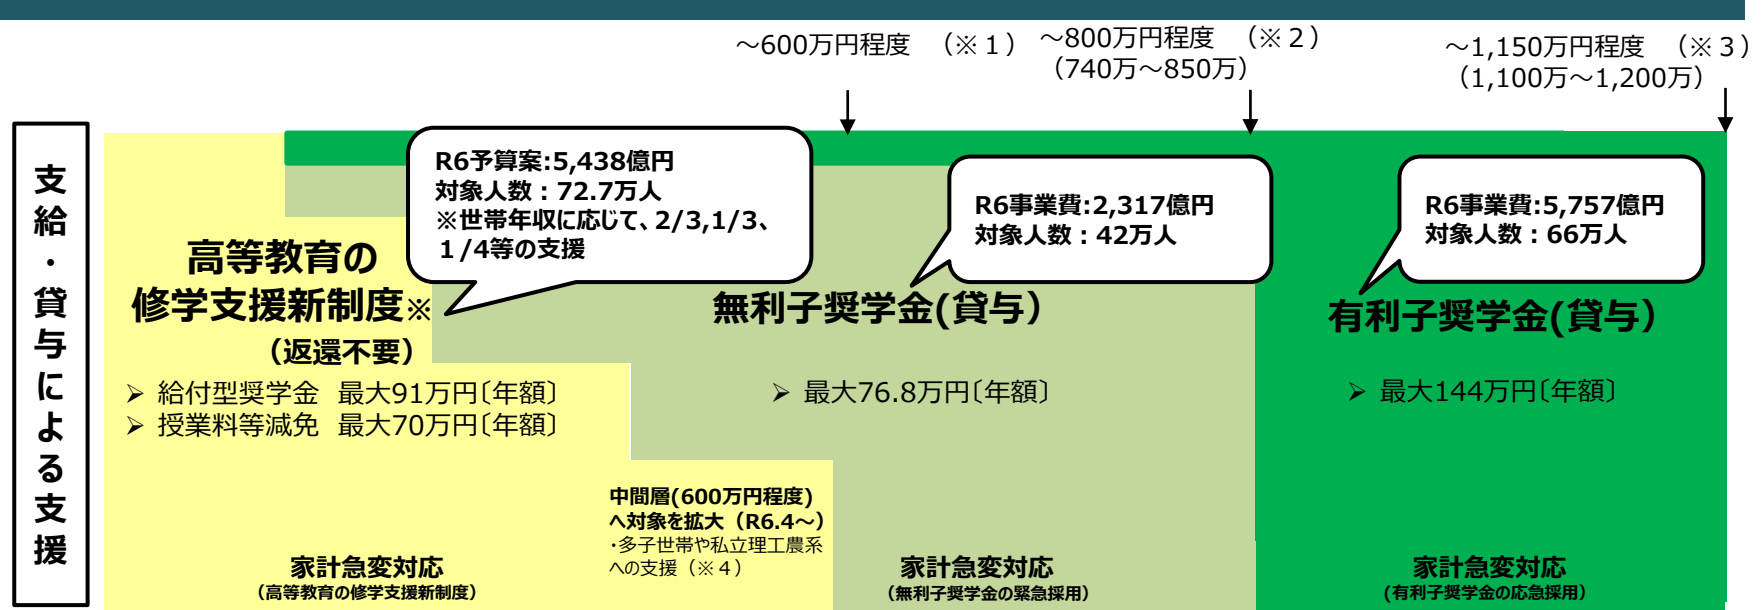 ～600万円程度　（※１）
～800万円程度　（※２）
（740万～850万）
～1,150万円程度　（※３）
（1,100万～1,200万）
支給・貸与による支援
R6予算案:5,438億円
対象人数：72.7万人
※世帯年収に応じて、2/3,1/3、
１/4等の支援
R6事業費:2,317億円
対象人数：42万人
R6事業費:5,757億円
対象人数：66万人
高等教育の
修学支援新制度※
（返還不要）
➢ 給付型奨学金　最大91万円〔年額〕
➢ 授業料等減免　最大70万円〔年額〕
無利子奨学金(貸与）
➢ 最大76.8万円〔年額〕
有利子奨学金(貸与）
➢ 最大144万円〔年額〕
中間層(600万円程度)
へ対象を拡大（R6.4～）
・多子世帯や私立理工農系
への支援（※４）
家計急変対応
（高等教育の修学支援新制度）
家計急変対応
（無利子奨学金の緊急採用）
家計急変対応
(有利子奨学金の応急採用）